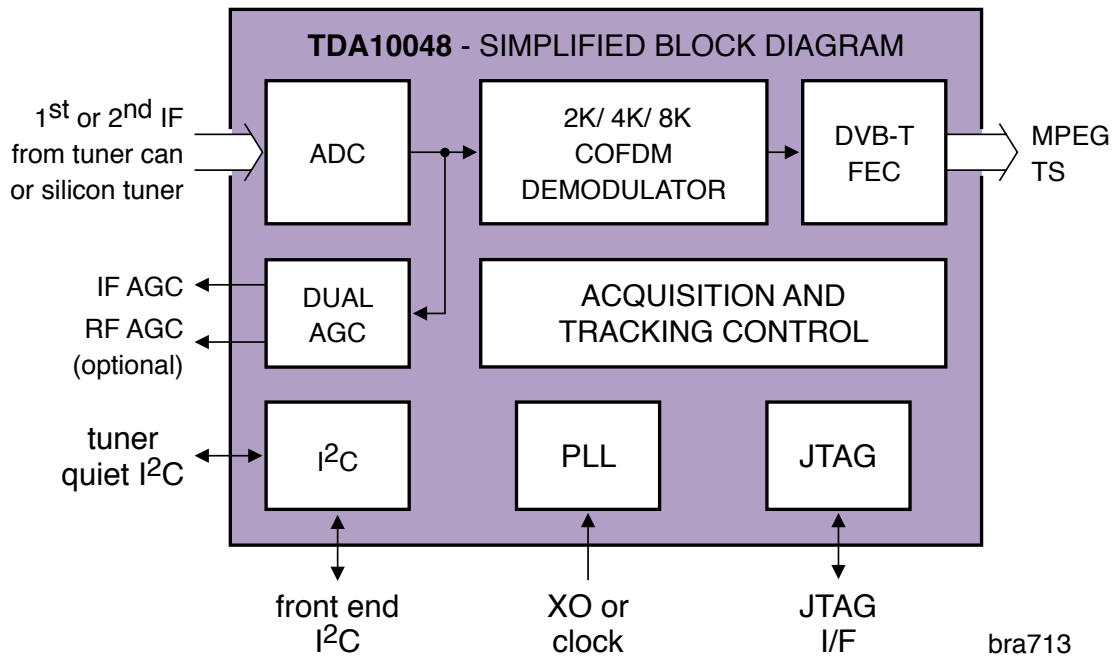 TDA10048 - SIMPLIFIED BLOCK DIAGRAM
1st or 2nd IF
from tuner can
or silicon tuner
ADC
2K/ 4K/ 8K
COFDM
DEMODULATOR
DVB-T
FEC
MPEG
TS
IF AGC
RF AGC
(optional)
DUAL
AGC
ACQUISITION AND
TRACKING CONTROL
tuner
quiet I2C
I2C
PLL
JTAG
front end
I2C
XO or
clock
JTAG
I/F
bra713